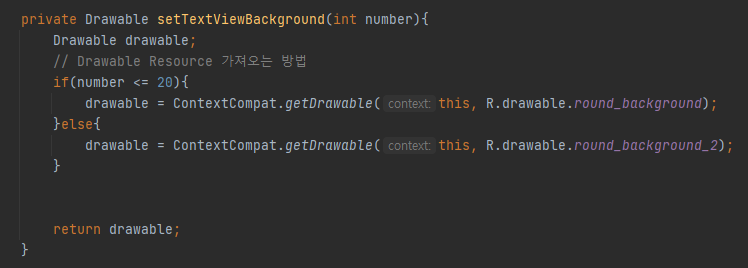 private Drawable setTextViewBackground(int number){
Drawable drawable;
// Drawable Resource 가져오는 방법
if(number <= 20){
drawable = ContextCompat.getDrawable( context: this, R.drawable.round_background);
}else{
drawable = ContextCompat.getDrawable( context: this, R.drawable.round_background_2);
}
return drawable;
}